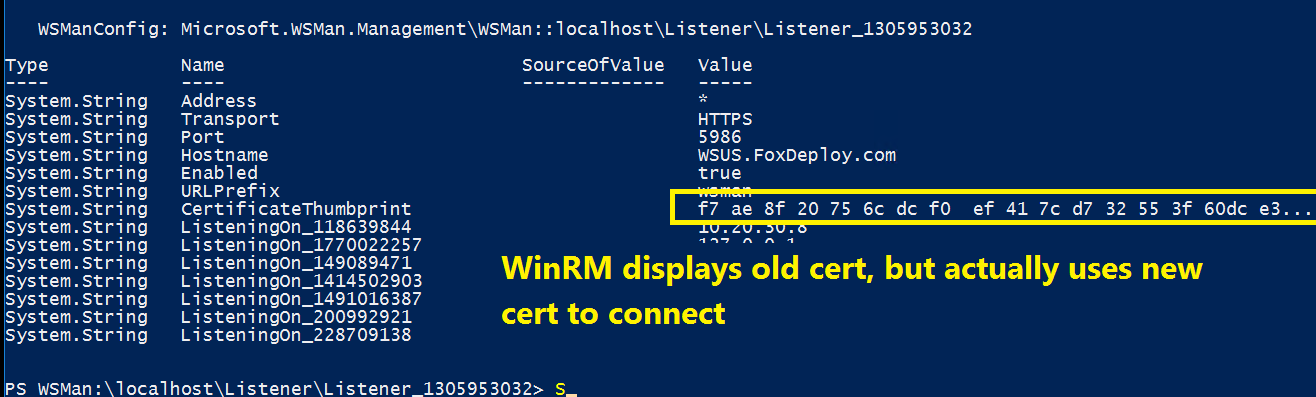 WSManConfig: Microsoft.WSMan.Management\WSMan::localhost\Listener\Listener_1305953032
Type Name SourceOfValue Value
---- ---- ------------- -----
System.String Address *
System.String Transport HTTPS
System.String Port 5986
System.String Hostname WSUS.FoxDeploy.com
System.String Enabled true
System.String URLPrefix wsman
System.String CertificateThumbprint f7 ae 8f 20 75 6c dc f0  ef 41 7c d7 32 55 3f 60dc e3...
System.String ListeningOn_118639844 10.20.30.8
System.String ListeningOn_1770022257 127.0.0.1
System.String ListeningOn_149089471
System.String ListeningOn_1414502903
System.String ListeningOn_1491016387
System.String ListeningOn_200992921
System.String ListeningOn_228709138
WinRM displays old cert, but actually uses new
cert to connect
PS WSMan:\localhost\Listener\Listener_1305953032> S_